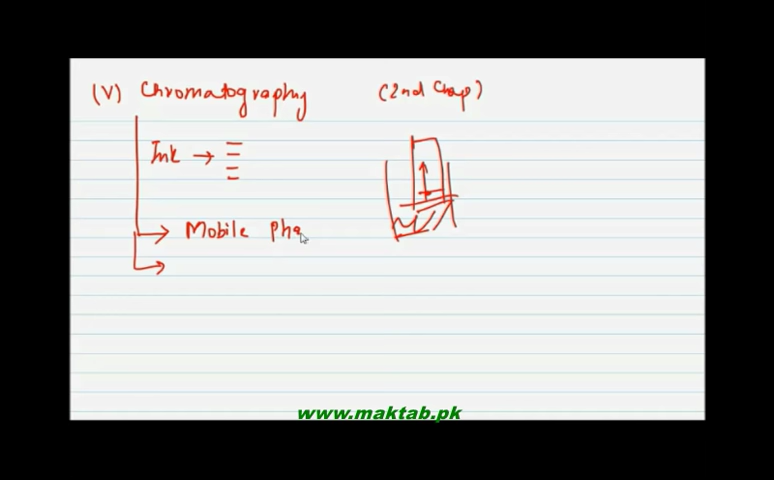 (V) Chromatography (2nd Chap)
Ink →
→ Mobile Pha
www.maktab.pk